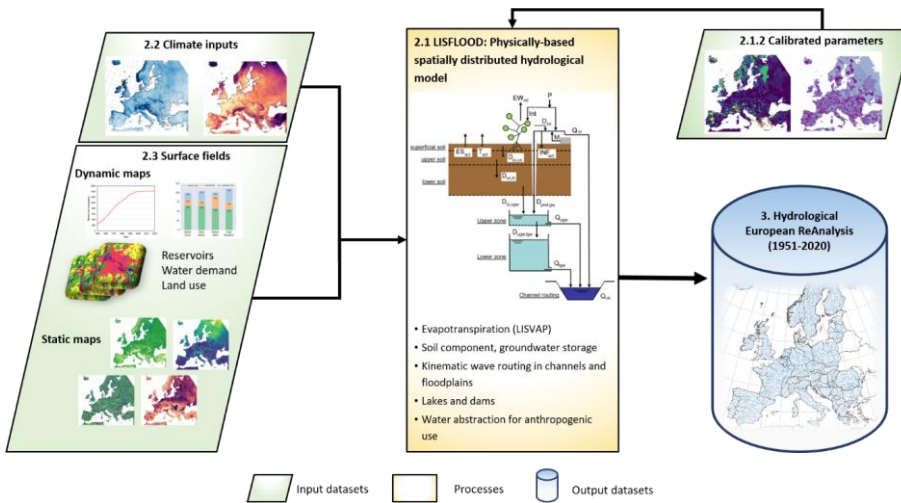 2.2 Climate inputs
2.3 Surface fields
Dynamic maps
Reservoirs
Water demand
Land use
Static maps
2.1 LISFLOOD: Physically-based
spatially distributed hydrological
model
EW_int
P
Int
superficial soil
upper soil
lower soil
Upper zone
Lower zone
Channel routing
• Evapotranspiration (LISVAP)
• Soil component, groundwater storage
• Kinematic wave routing in channels and
floodplains
• Lakes and dams
• Water abstraction for anthropogenic
use
2.1.2 Calibrated parameters
3. Hydrological
European ReAnalysis
(1951-2020)
Input datasets
Processes
Output datasets